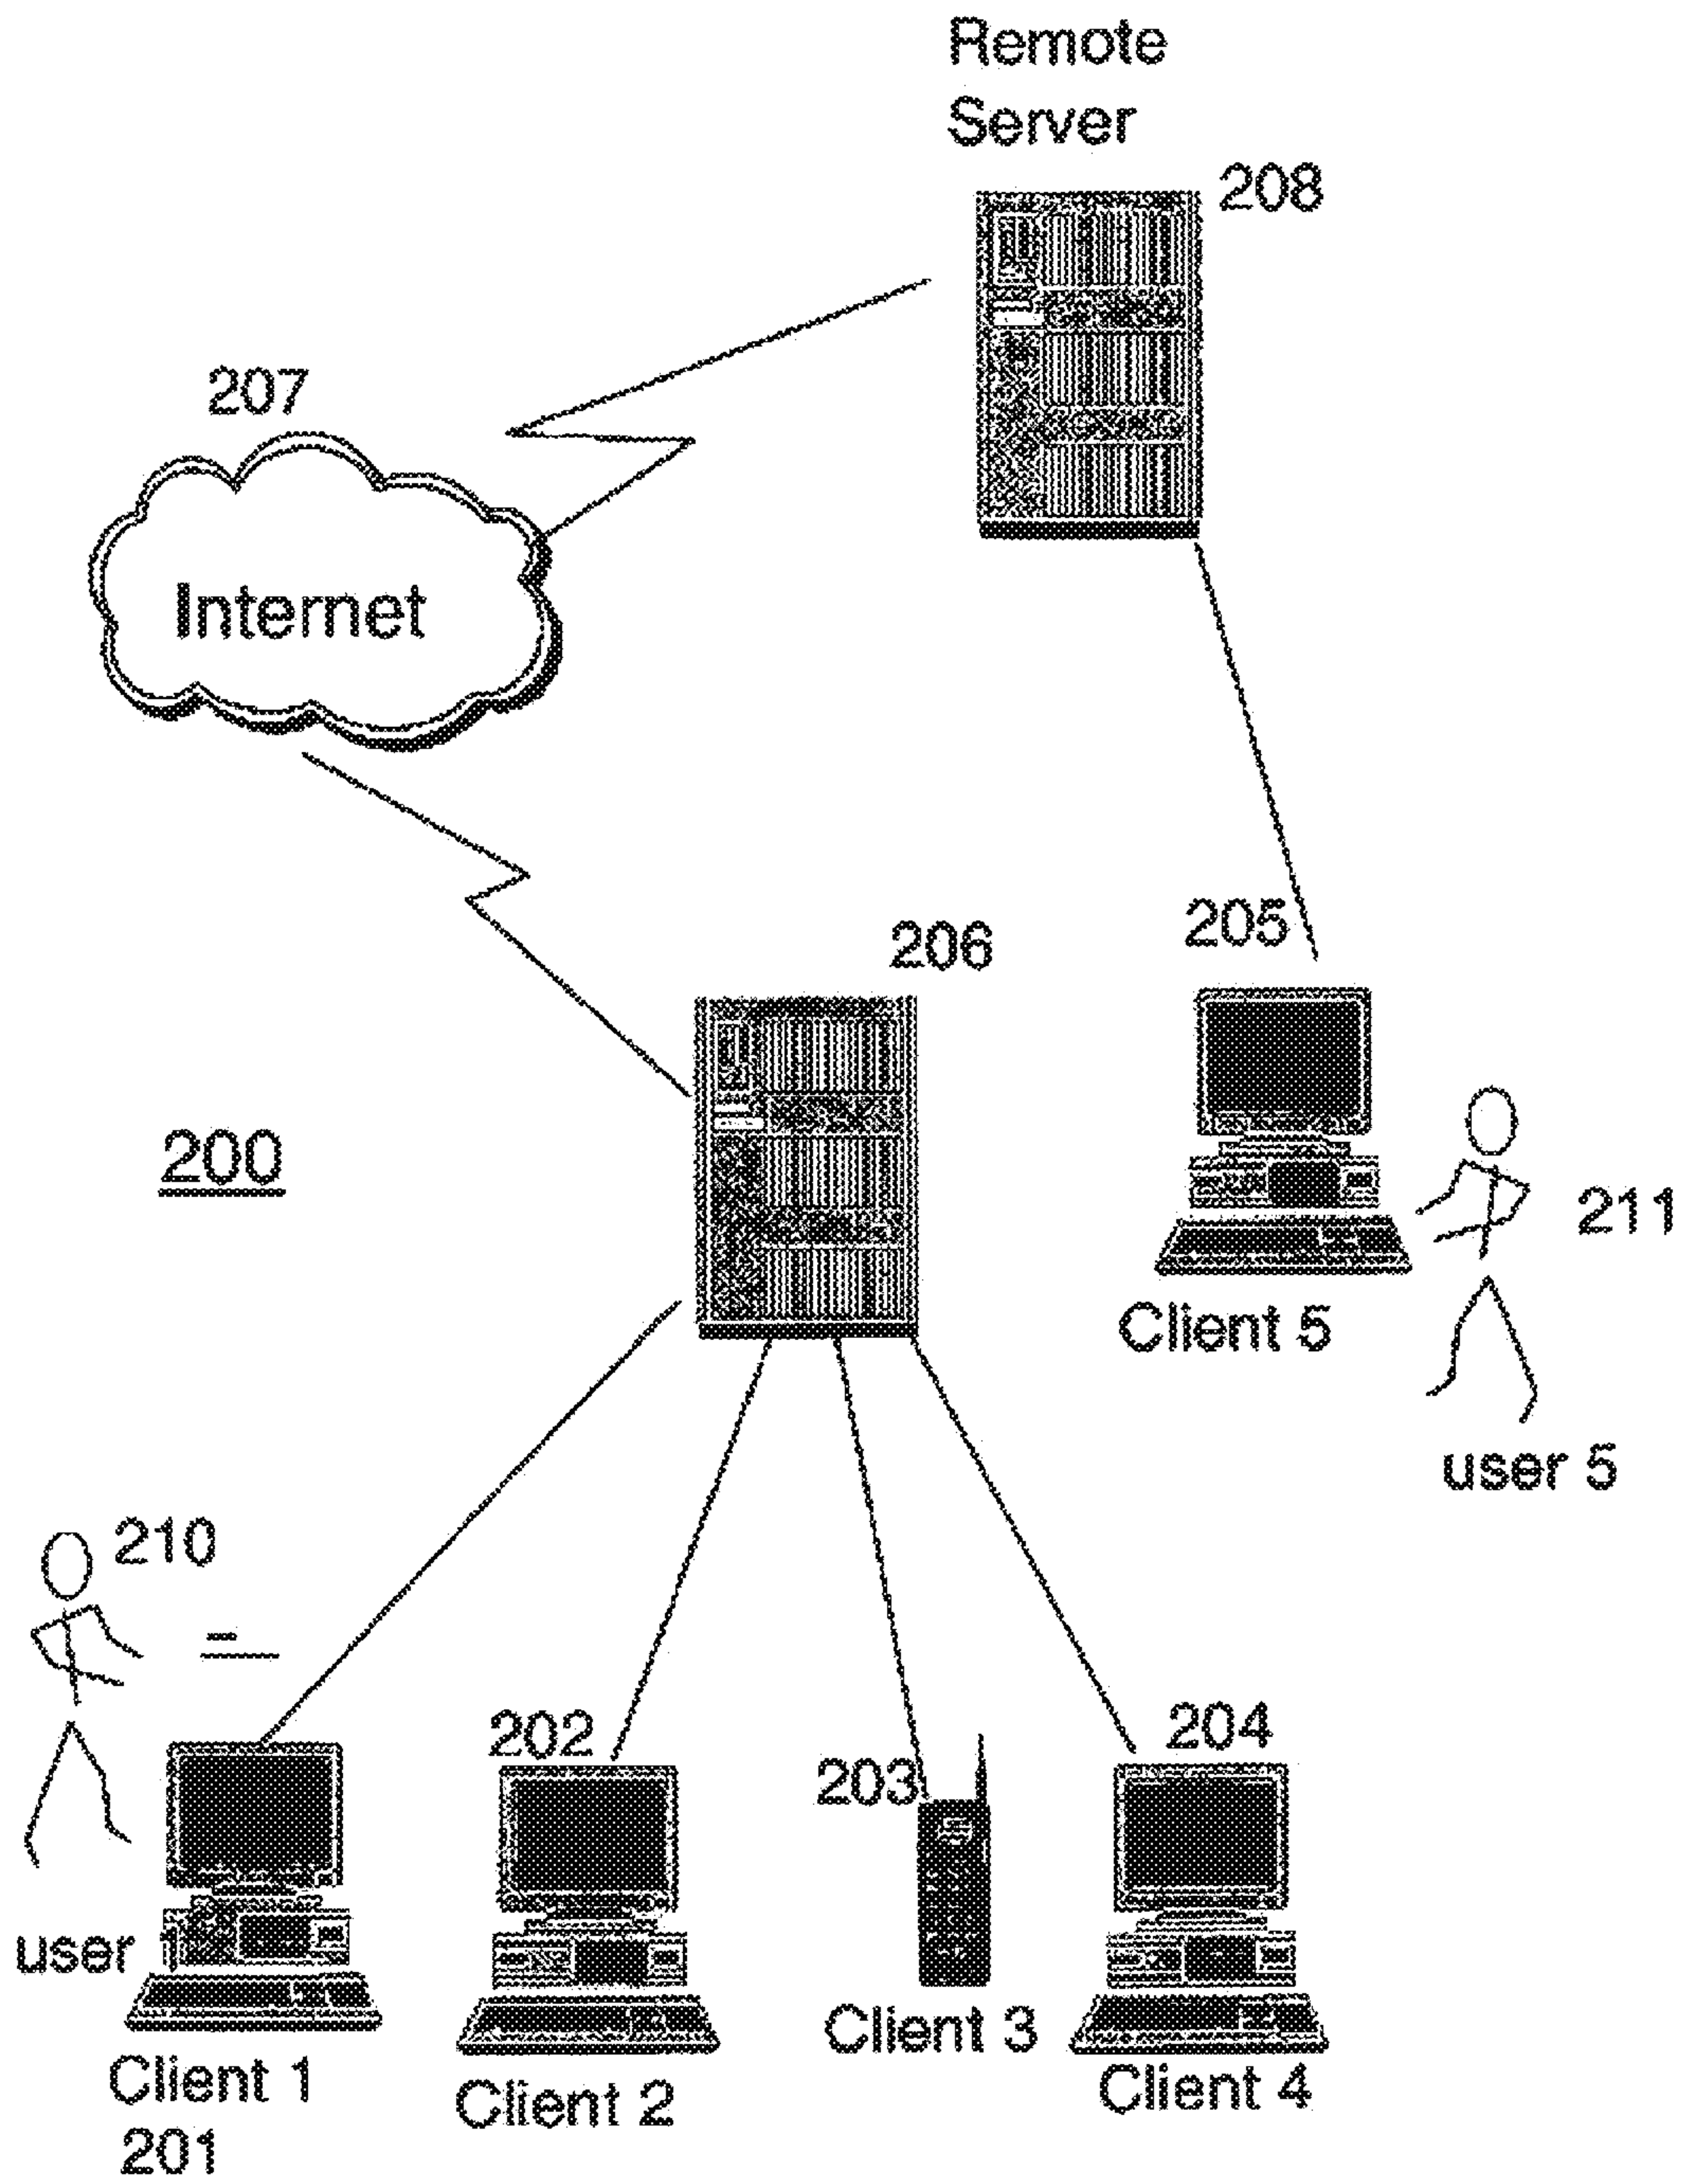 Remote
Server
208
207
Internet
206
205
200
211
Client 5
user 5
210
202
204
203
user 1
Client 3
Client 1
Client 2
Client 4
201